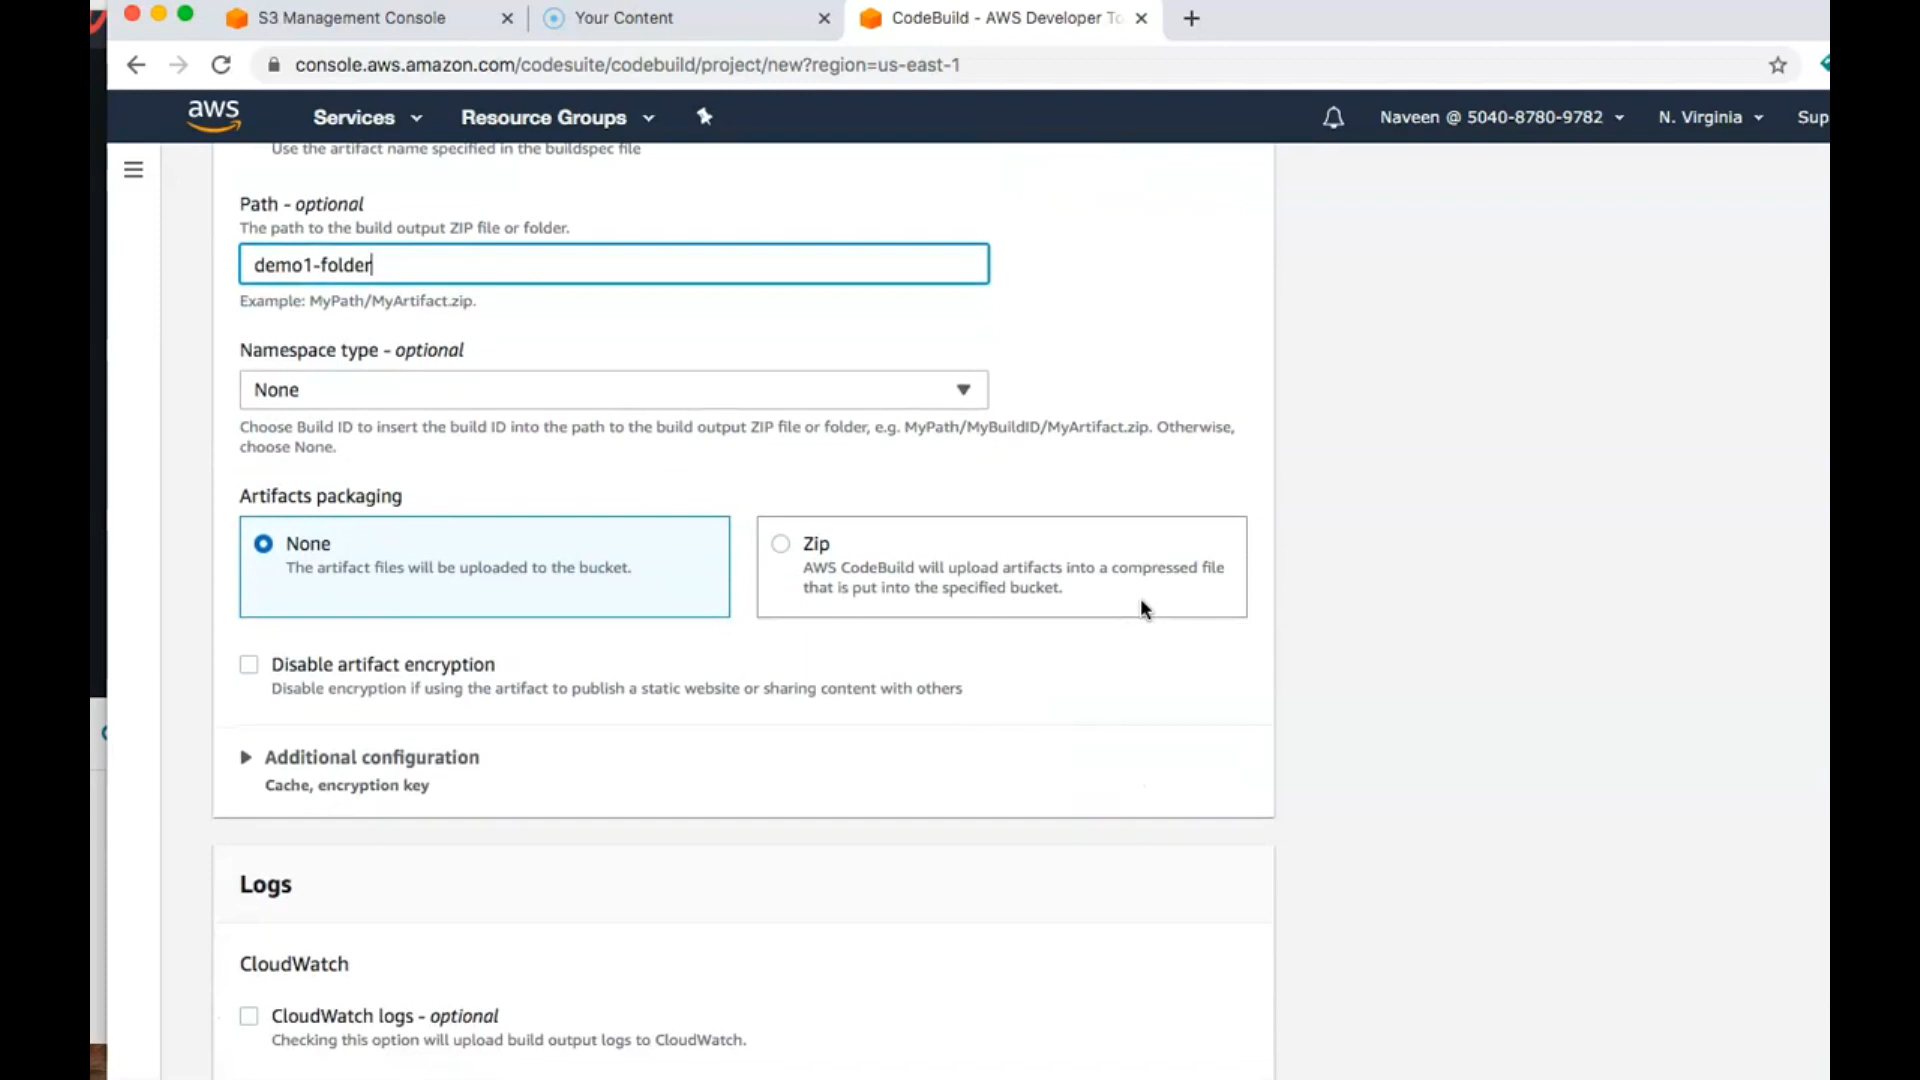 S3 Management Console
Your Content
CodeBuild - AWS Developer To
console.aws.amazon.com/codesuite/codebuild/project/new?region=us-east-1
aws
Services
Resource Groups
Naveen @ 5040-8780-9782
N. Virginia
Sup
Use the artifact name specified in the buildspec file
Path - optional
The path to the build output ZIP file or folder.
demo1-folder
Example: MyPath/MyArtifact.zip.
Namespace type - optional
None
Choose Build ID to insert the build ID into the path to the build output ZIP file or folder, e.g. MyPath/MyBuildID/MyArtifact.zip. Otherwise,
choose None.
Artifacts packaging
None
The artifact files will be uploaded to the bucket.
Zip
AWS CodeBuild will upload artifacts into a compressed file
that is put into the specified bucket.
Disable artifact encryption
Disable encryption if using the artifact to publish a static website or sharing content with others
Additional configuration
Cache, encryption key
Logs
CloudWatch
CloudWatch logs - optional
Checking this option will upload build output logs to CloudWatch.